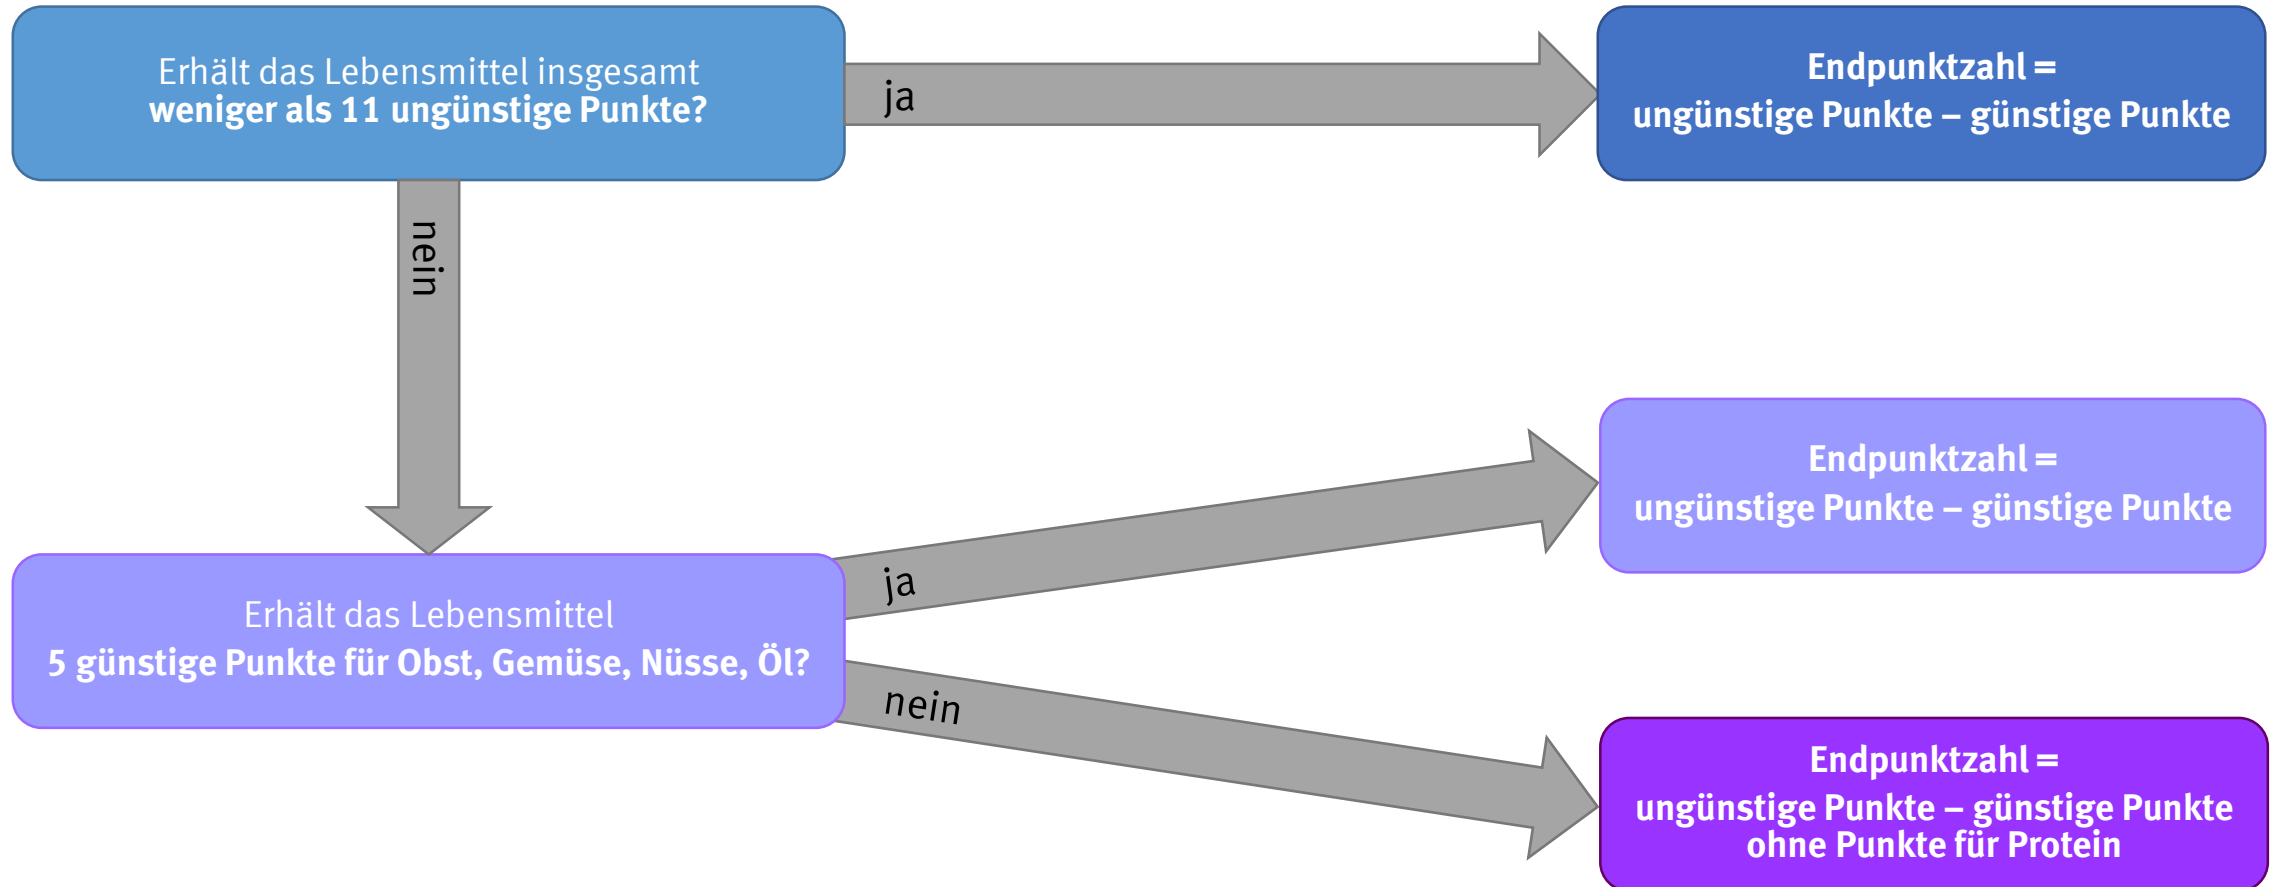 Erhält das Lebensmittel insgesamt
weniger als 11 ungünstige Punkte?
ja
Endpunktzahl =
ungünstige Punkte – günstige Punkte
nein
Endpunktzahl =
ungünstige Punkte – günstige Punkte
ja
Erhält das Lebensmittel
5 günstige Punkte für Obst, Gemüse, Nüsse, Öl?
nein
Endpunktzahl =
ungünstige Punkte – günstige Punkte
ohne Punkte für Protein